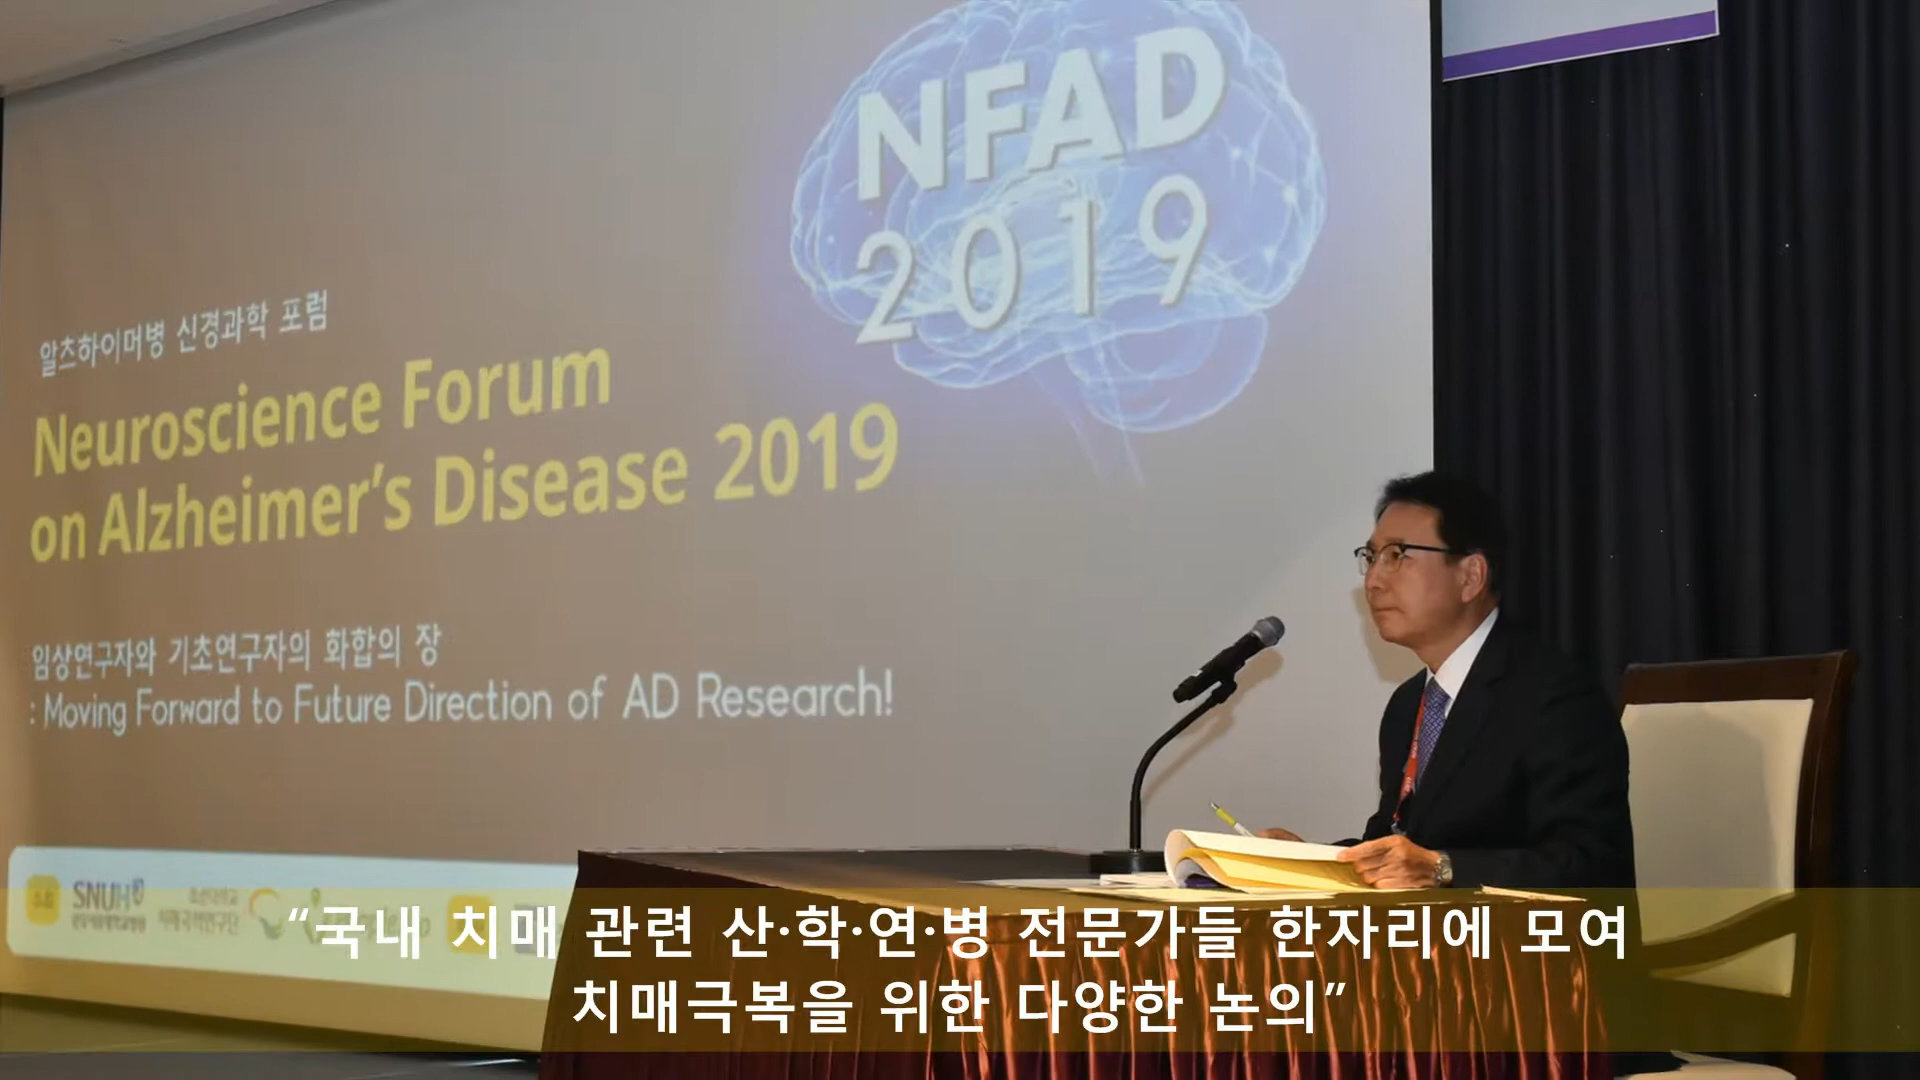 NFAD
2019
알츠하이머병 신경과학 포럼
Neuroscience Forum
on Alzheimer's Disease 2019
임상연구자와 기초연구자의 화합의 장
: Moving Forward to Future Direction of AD Research!
SNUH
“국내 치매 관련 산·학·연·병 전문가들 한자리에 모여
치매극복을 위한 다양한 논의”